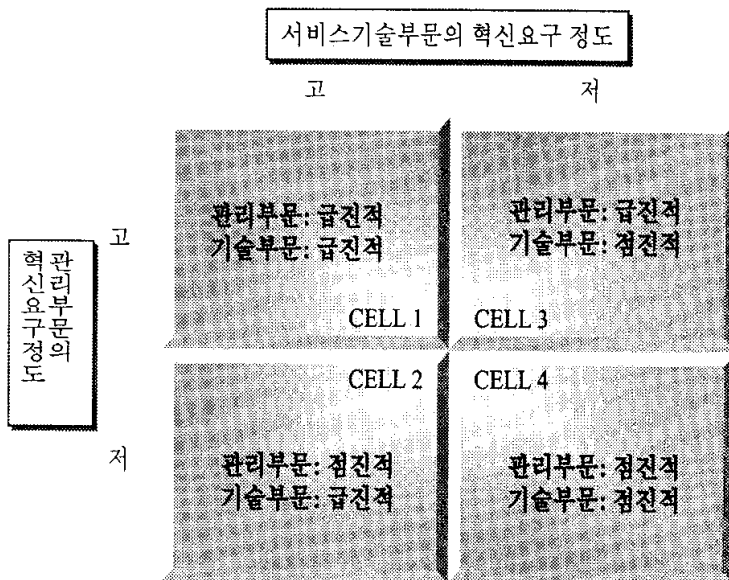 서비스기술부문의 혁신요구 정도
고
저
관리부문: 급진적
기술부문: 급진적
CELL 1
관리부문: 급진적
기술부문: 점진적
CELL 3
고
관리부문의
혁신요구정도
저
CELL 2
관리부문: 점진적
기술부문: 급진적
CELL 4
관리부문: 점진적
기술부문: 점진적